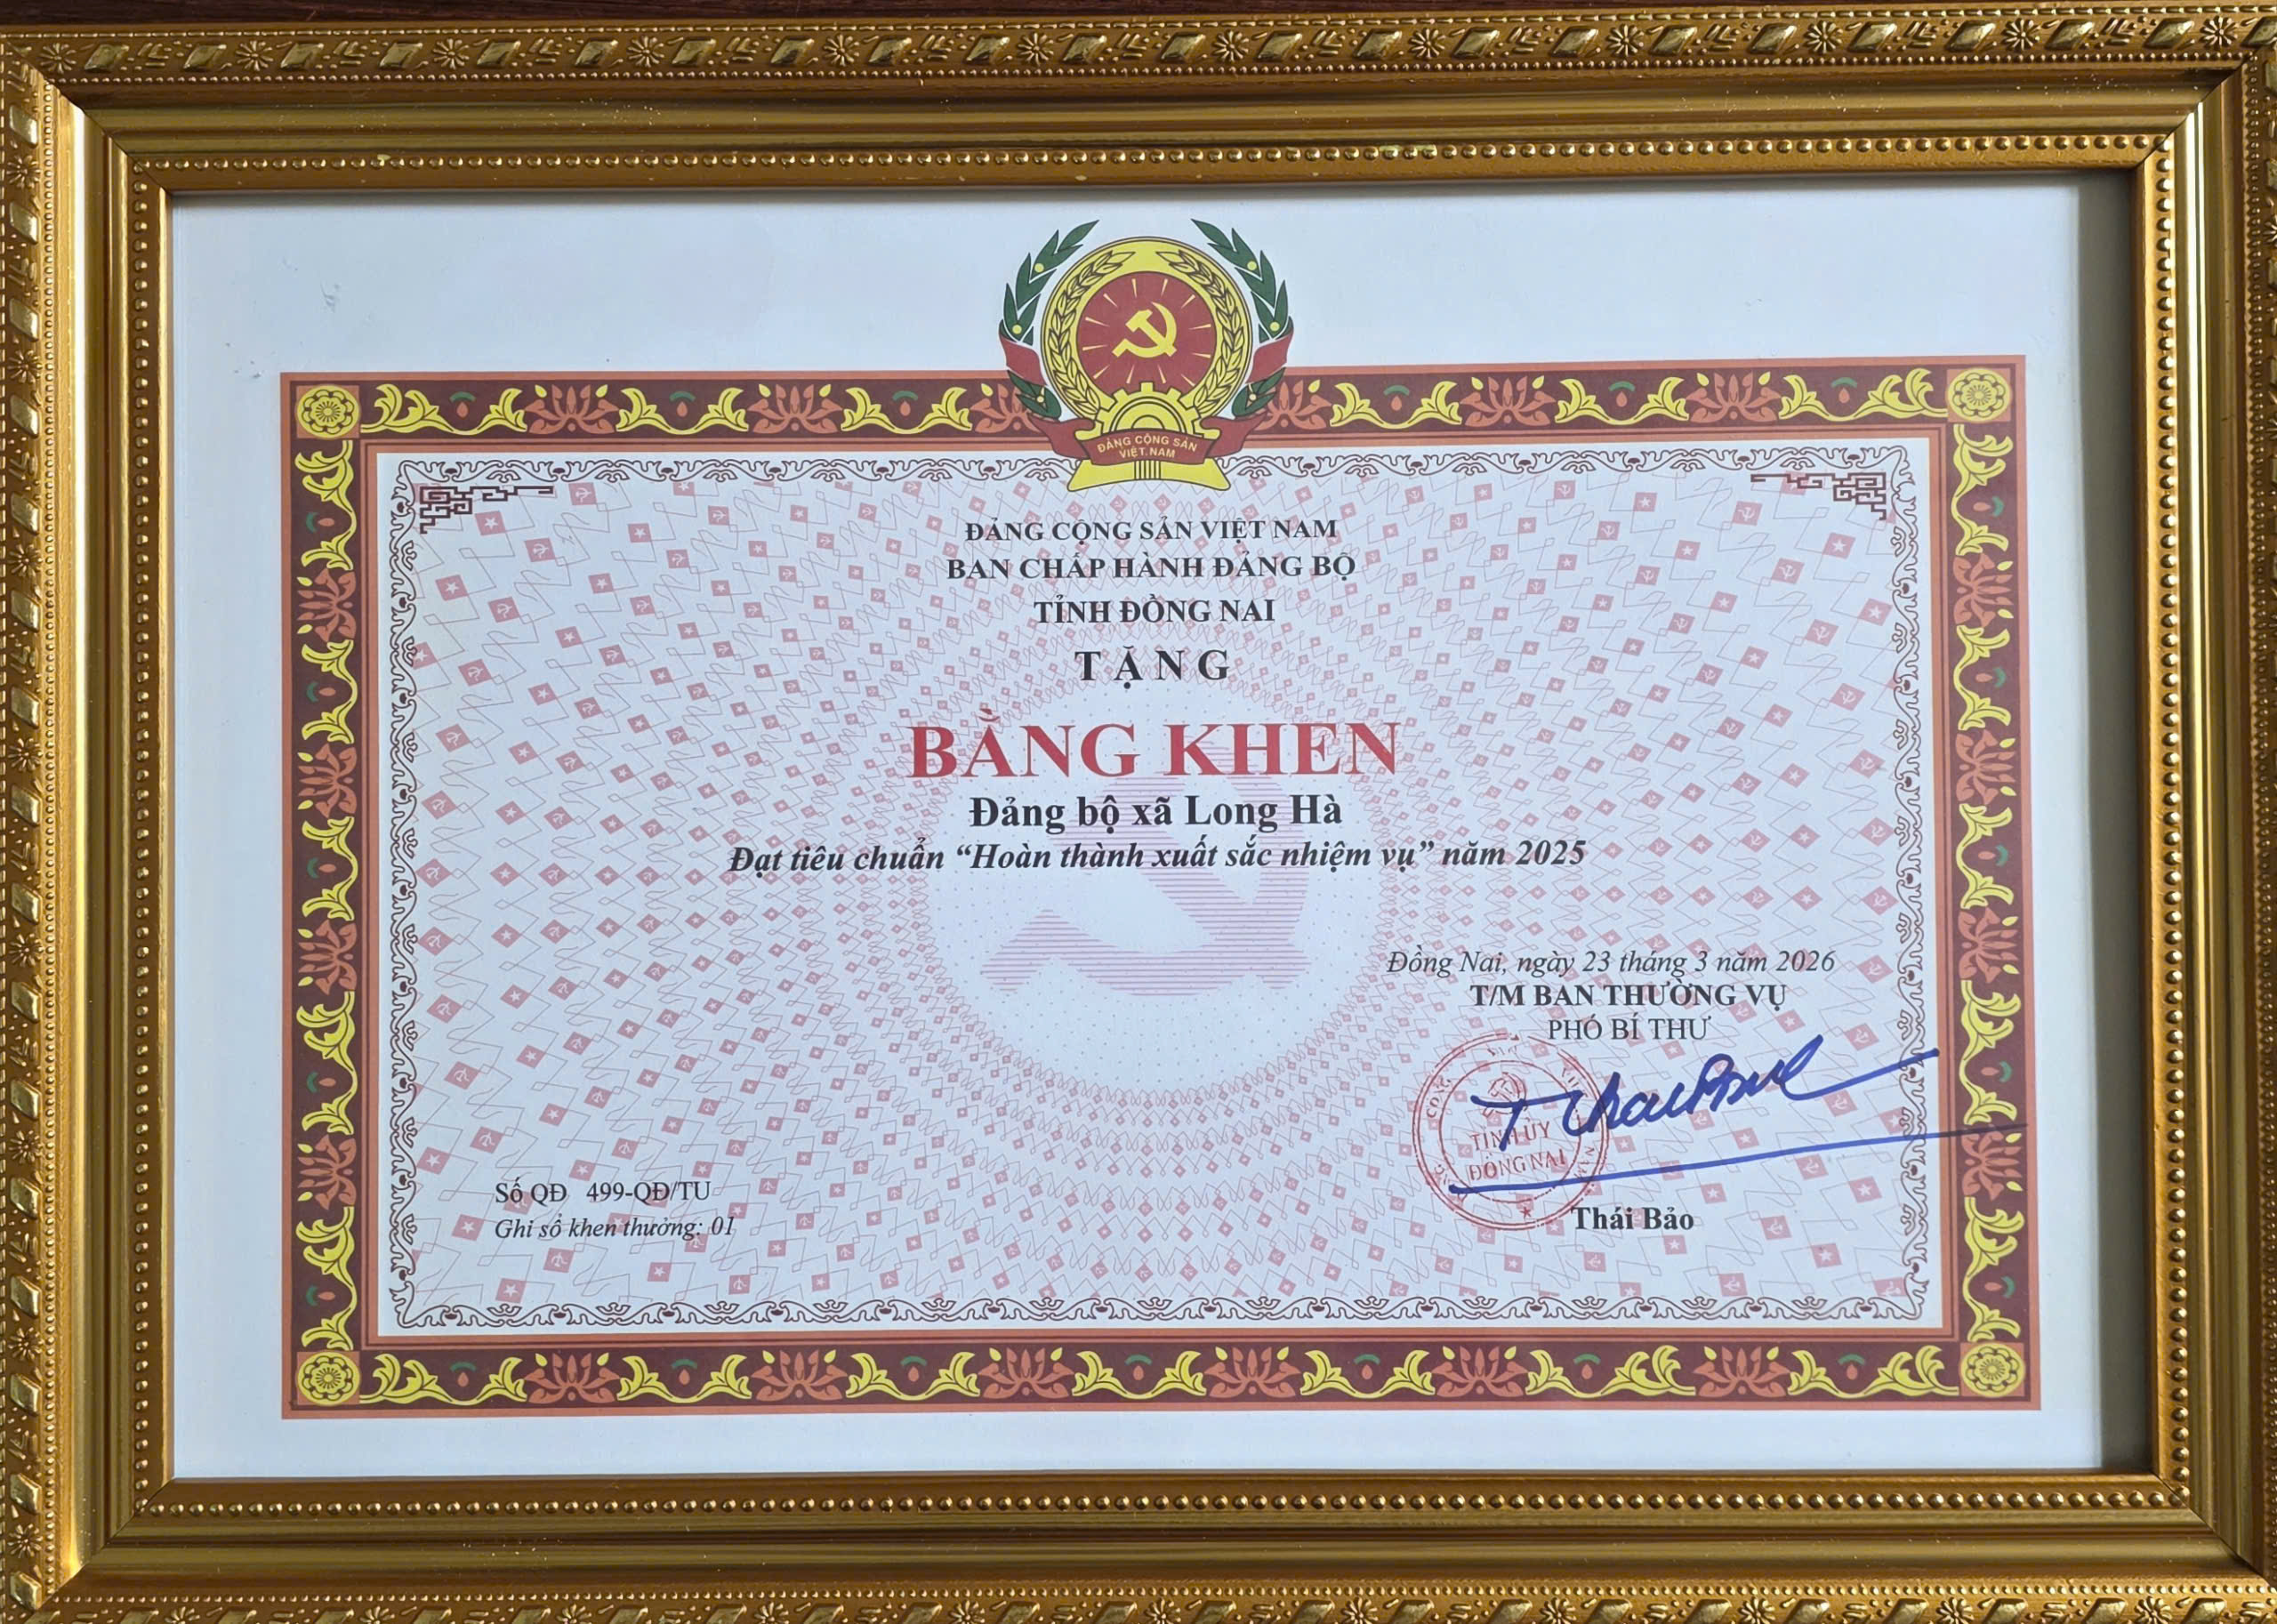 ĐẢNG CỘNG SẢN
VIỆT NAM
ĐẢNG CỘNG SẢN VIỆT NAM
BAN CHẤP HÀNH ĐẢNG BỘ
TỈNH ĐỒNG NAI
TẶNG
BẰNG KHEN
Đảng bộ xã Long Hà
Đạt tiêu chuẩn “Hoàn thành xuất sắc nhiệm vụ” năm 2025
Đồng Nai, ngày 23 tháng 3 năm 2026
T/M BAN THƯỜNG VỤ
PHÓ BÍ THƯ
TỈNH ỦY
ĐỒNG NAI
Thái Bảo
Số QĐ 499-QĐ/TU
Ghi sổ khen thưởng: 01